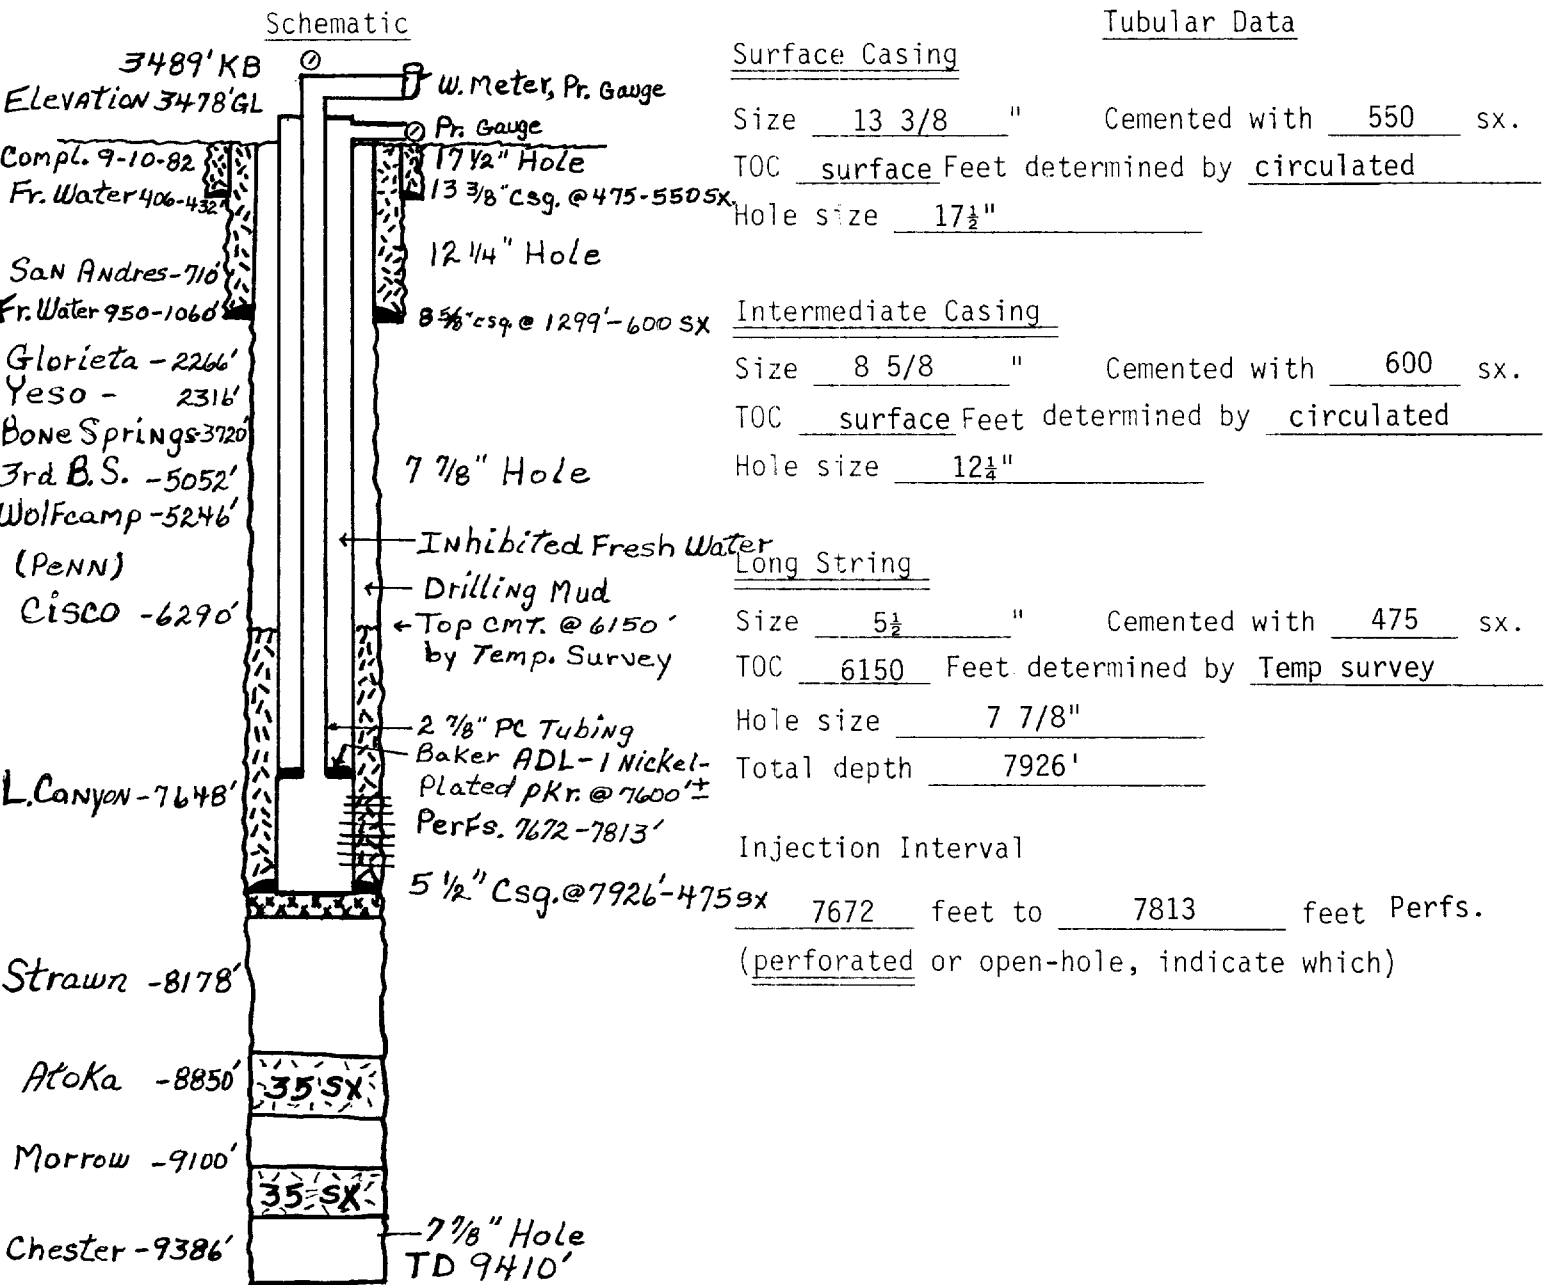 Schematic
3489' KB
Elevation 3478' GL
W. Meter, Pr. Gauge
Pr. Gauge
Compl. 9-10-82
17 1/2" Hole
Fr. Water 406-432'
13 3/8" Csg. @ 475-550 SX.
12 1/4" Hole
San Andres-710'
Fr. Water 950-1060'
8 5/8" csg. @ 1299'-600 SX
Glorieta - 2266'
Yeso - 2316'
Bone Springs-3720'
3rd B.S. -5052'
7 7/8" Hole
Wolfcamp -5246'
Inhibited Fresh Water
(PENN)
Drilling Mud
Cisco -6290'
Top CMT. @ 6150'
by Temp. Survey
2 7/8" PC Tubing
Baker ADL-1 Nickel-
Plated pkr. @ 7600'±
L. Canyon -7648'
Perfs. 7672-7813'
5 1/2" Csg. @ 7926'-475 sx
Strawn -8178'
Atoka -8850'
35 SX
Morrow -9100'
35 SX
Chester -9386'
7 7/8" Hole
TD 9410'
Tubular Data
Surface Casing
Size 13 3/8 " Cemented with 550 sx.
TOC surface Feet determined by circulated
Hole size 17½"
Intermediate Casing
Size 8 5/8 " Cemented with 600 sx.
TOC surface Feet determined by circulated
Hole size 12¼"
Long String
Size 5½ " Cemented with 475 sx.
TOC 6150 Feet determined by Temp survey
Hole size 7 7/8"
Total depth 7926'
Injection Interval
7672 feet to 7813 feet Perfs.
(perforated or open-hole, indicate which)